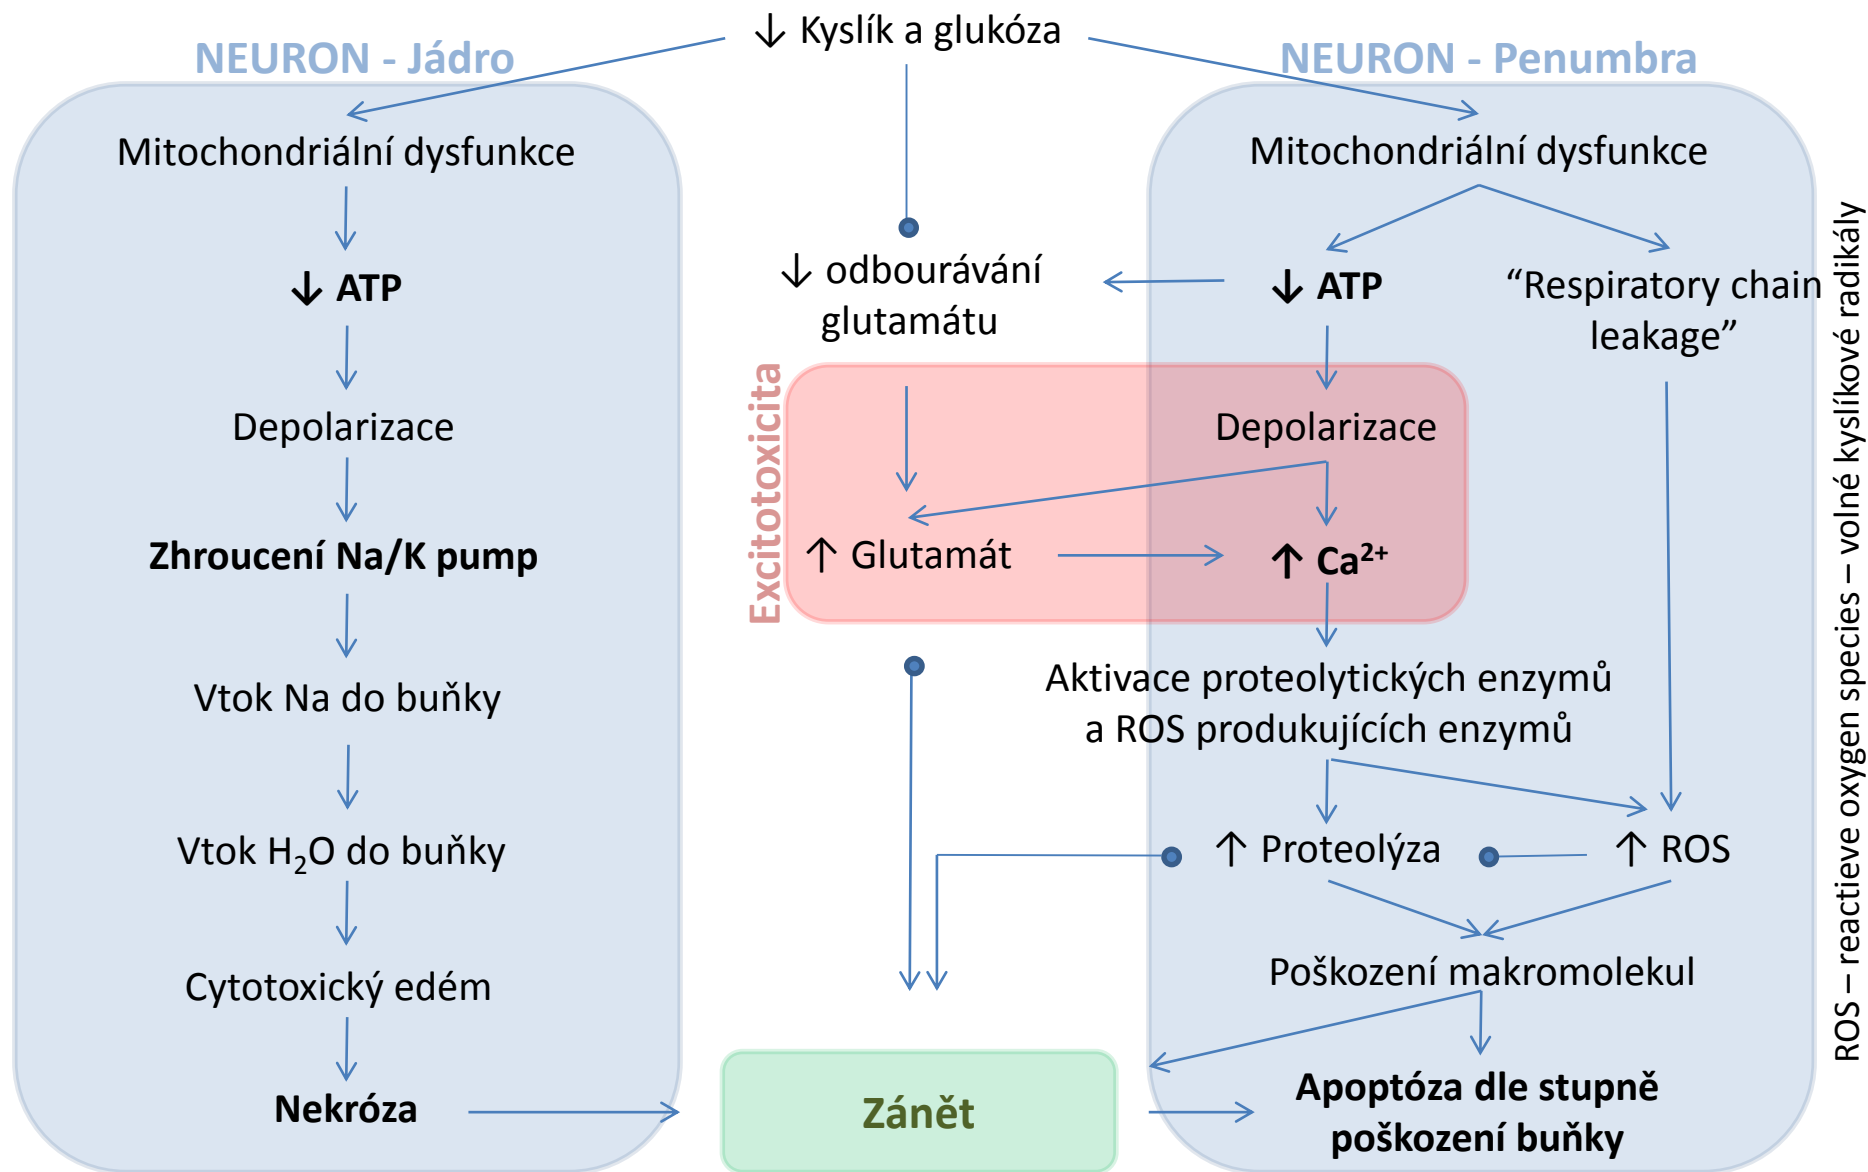 ↓ Kyslík a glukóza
NEURON - Jádro
NEURON - Penumbra
Mitochondriální dysfunkce
↓ ATP
Depolarizace
Zhroucení Na/K pump
Vtok Na do buňky
Vtok H₂O do buňky
Cytotoxický edém
Nekróza
↓ odbourávání
glutamátu
Excitotoxicita
↑ Glutamát
Zánět
Mitochondriální dysfunkce
↓ ATP
“Respiratory chain
leakage”
Depolarizace
↑ Ca²⁺
Aktivace proteolytických enzymů
a ROS produkujících enzymů
↑ Proteolýza
↑ ROS
Poškození makromolekul
Apoptóza dle stupně
poškození buňky
ROS – reactieve oxygen species – volné kyslíkové radikály